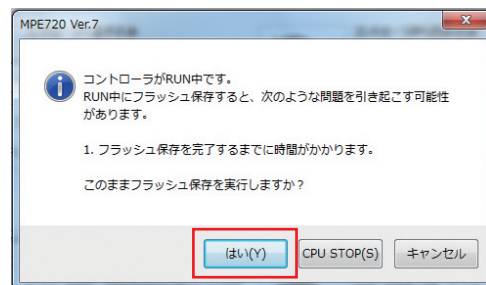 MPE720 Ver.7
コントローラがRUN中です。
RUN中にフラッシュ保存すると、次のような問題を引き起こす可能性
があります。
1. フラッシュ保存を完了するまでに時間がかかります。
このままフラッシュ保存を実行しますか？
はい(Y) CPU STOP(S) キャンセル